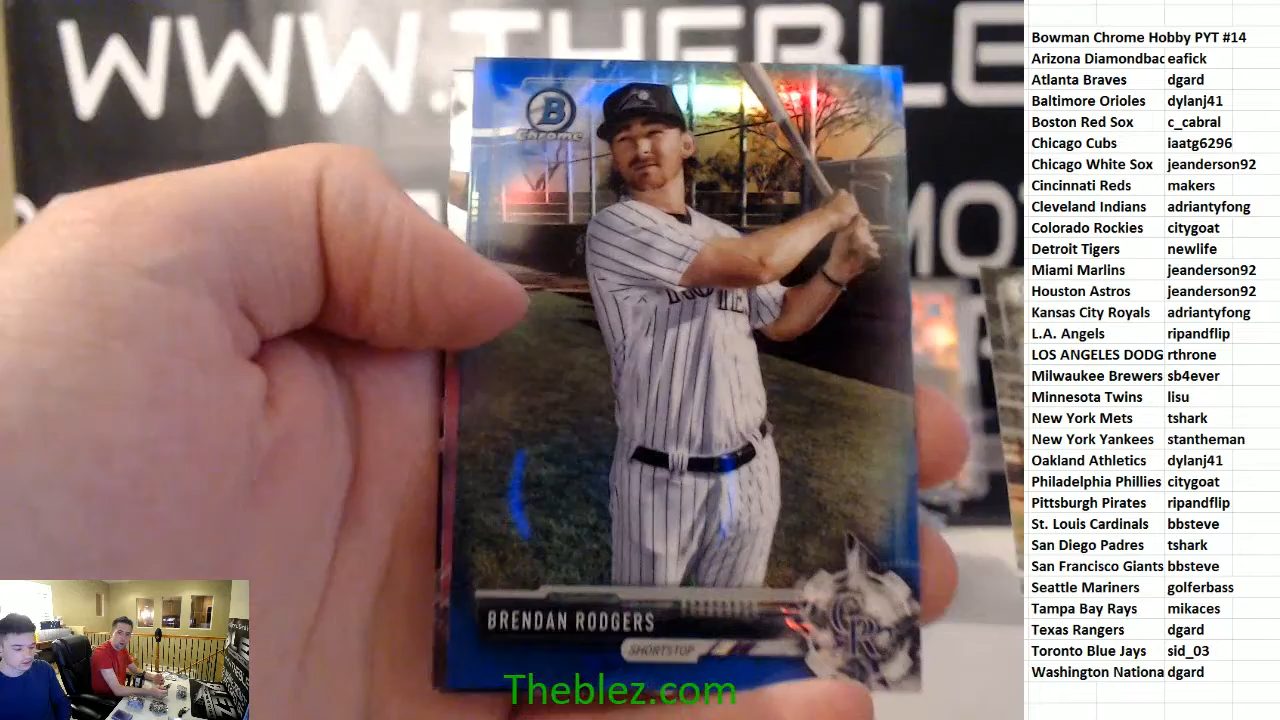 WWW.THEBLE
MO
B
Chrome
BRENDAN RODGERS
SHORTSTOP
CR
Theblez.com
Bowman Chrome Hobby PYT #14
Arizona Diamondbac eafick
Atlanta Braves dgard
Baltimore Orioles dylanj41
Boston Red Sox c_cabral
Chicago Cubs iaatg6296
Chicago White Sox jeanderson92
Cincinnati Reds makers
Cleveland Indians adriantyfong
Colorado Rockies citygoat
Detroit Tigers newlife
Miami Marlins jeanderson92
Houston Astros jeanderson92
Kansas City Royals adriantyfong
L.A. Angels ripandflip
LOS ANGELES DODG rthrone
Milwaukee Brewers sb4ever
Minnesota Twins lisu
New York Mets tshark
New York Yankees stantheman
Oakland Athletics dylanj41
Philadelphia Phillies citygoat
Pittsburgh Pirates ripandflip
St. Louis Cardinals bbsteve
San Diego Padres tshark
San Francisco Giants bbsteve
Seattle Mariners golferbass
Tampa Bay Rays mikaces
Texas Rangers dgard
Toronto Blue Jays sid_03
Washington Nationa dgard